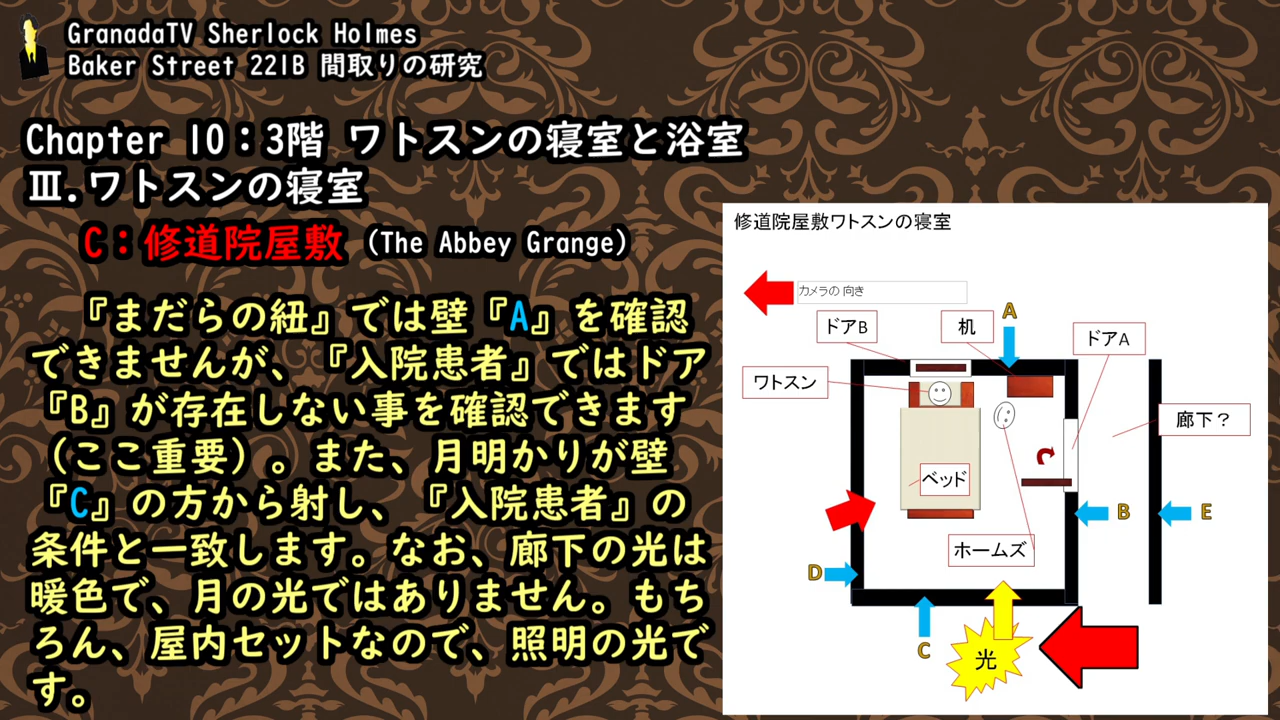 GranadaTV Sherlock Holmes
Baker Street 221B 間取りの研究
Chapter 10：3階 ワトスンの寝室と浴室
Ⅲ.ワトスンの寝室
C：修道院屋敷（The Abbey Grange）
『まだらの紐』では壁『A』を確認
できませんが、『入院患者』ではドア
『B』が存在しない事を確認できます
（ここ重要）。また、月明かりが壁
『C』の方から射し、『入院患者』の
条件と一致します。なお、廊下の光は
暖色で、月の光ではありません。もち
ろん、屋内セットなので、照明の光で
す。
修道院屋敷ワトスンの寝室
カメラの 向き
A
ドアB
机
ドアA
ワトスン
廊下？
ベッド
B
E
ホームズ
D
C
光